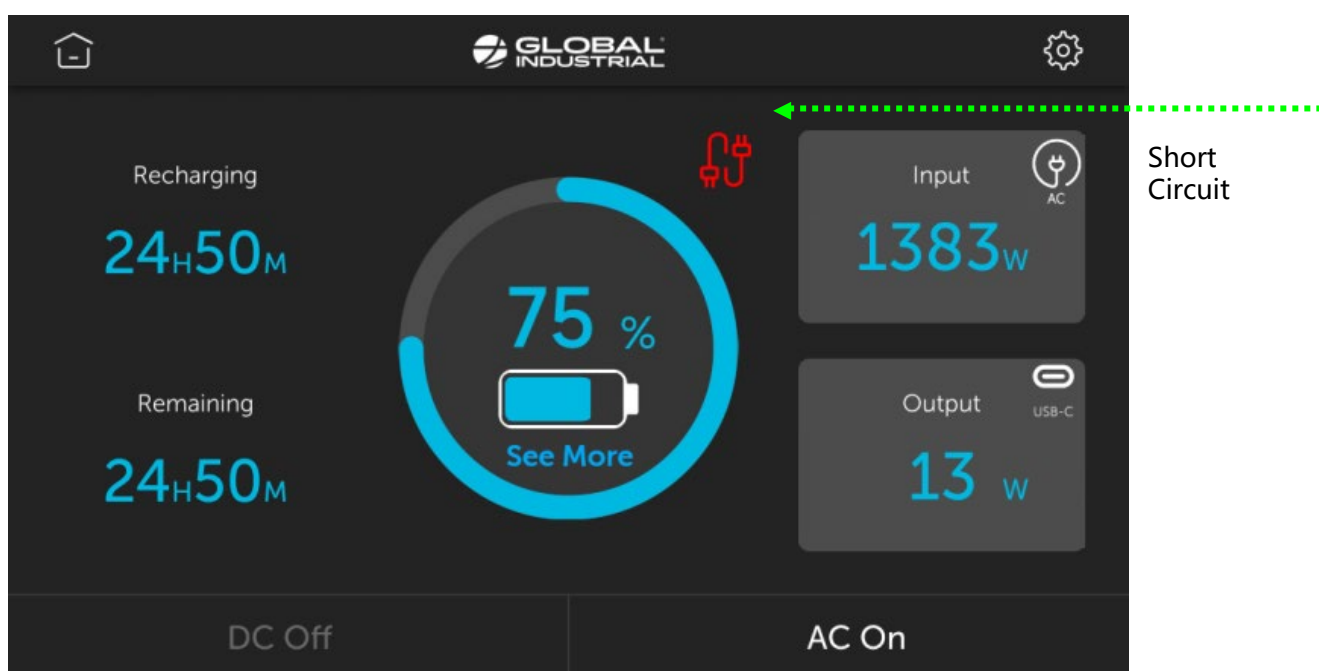 GLOBAL
INDUSTRIAL
Recharging
24H50M
Remaining
24H50M
75 %
See More
Input
AC
1383W
Output
USB-C
13 W
Short
Circuit
DC Off
AC On